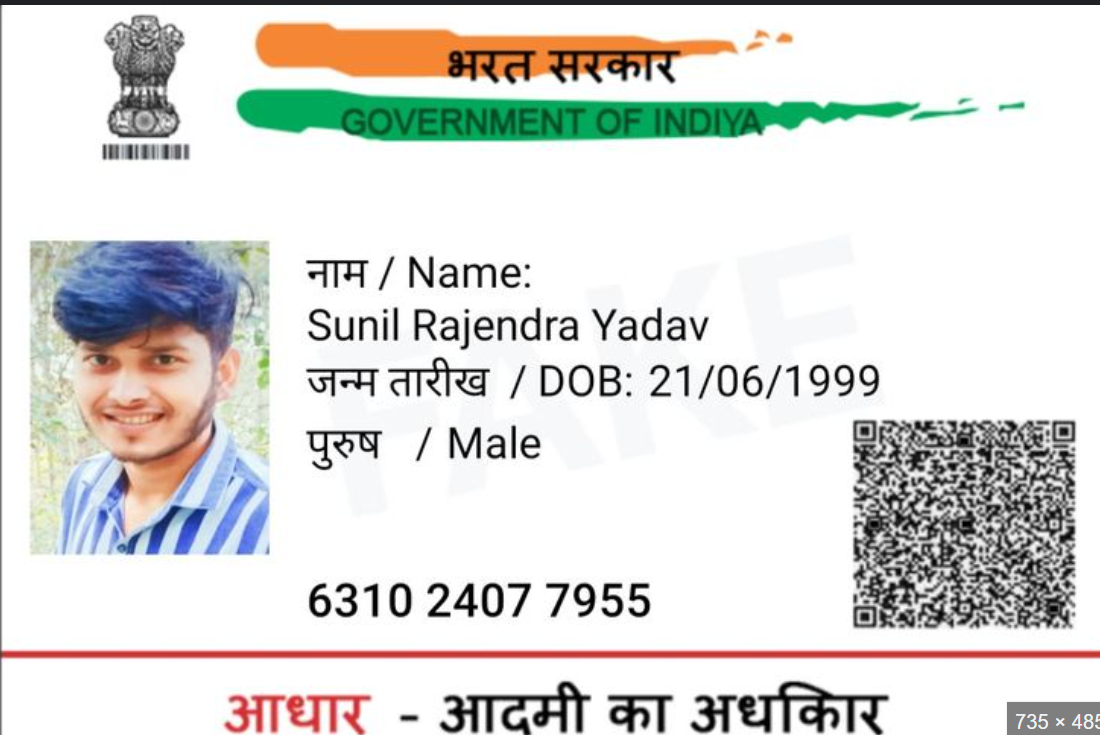 भरत सरकार
GOVERNMENT OF INDIYA
नाम / Name:
Sunil Rajendra Yadav
जन्म तारीख / DOB: 21/06/1999
पुरुष / Male
FAKE
6310 2407 7955
आधार - आदमी का अधकिार
735 × 485